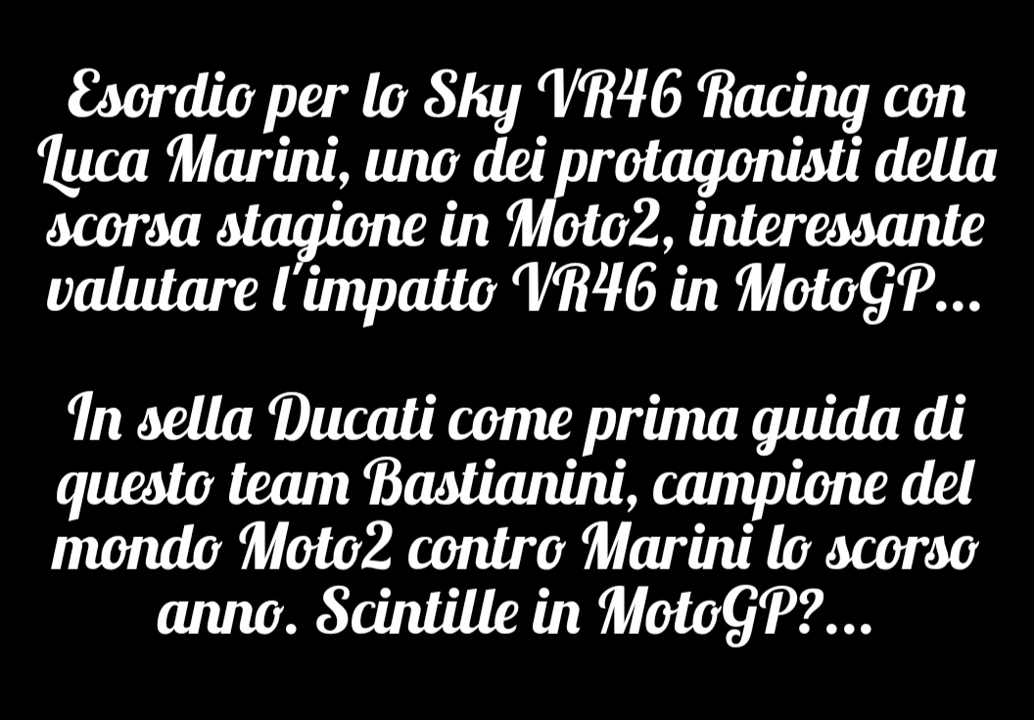 Esordio per lo Sky VR46 Racing con
Luca Marini, uno dei protagonisti della
scorsa stagione in Moto2, interessante
valutare l'impatto VR46 in MotoGP...
In sella Ducati come prima guida di
questo team Bastianini, campione del
mondo Moto2 contro Marini lo scorso
anno. Scintille in MotoGP?...